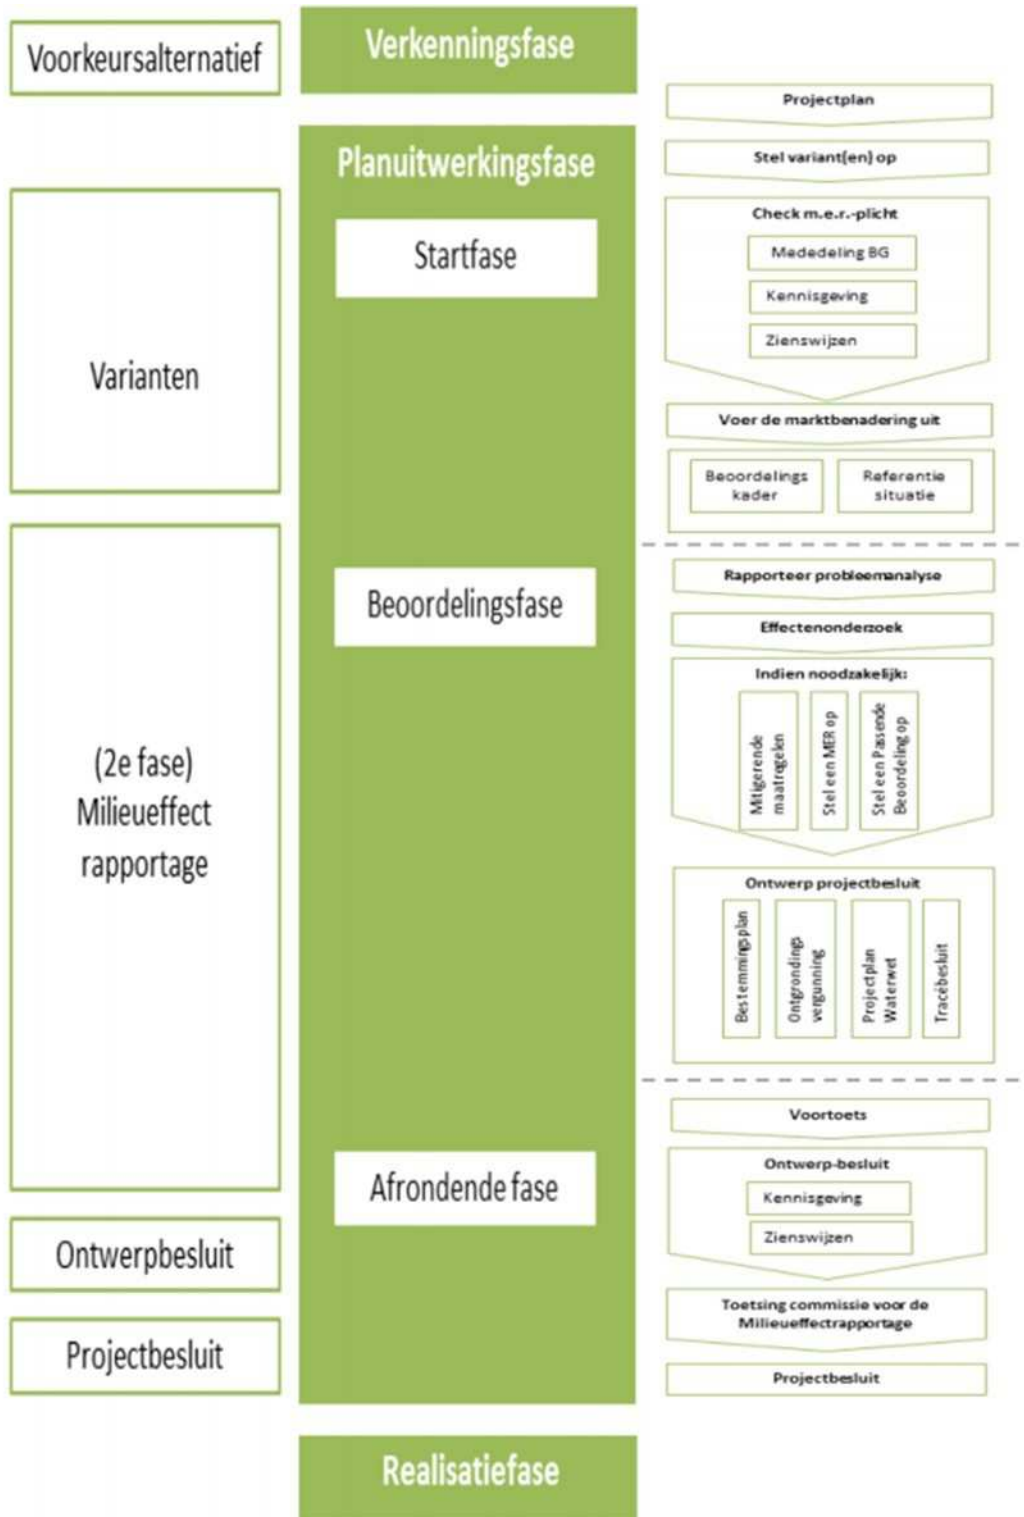 Voorkeursalternatief
Varianten
(2e fase)
Milieueffect
rapportage
Ontwerpbesluit
Projectbesluit
Verkenningsfase
Planuitwerkingsfase
Startfase
Beoordelingsfase
Afrondende fase
Realisatiefase
Projectplan
Stel variant(en) op
Check m.e.r.-plicht
Mededeling BG
Kennisgeving
Zienswijzen
Voer de marktbenadering uit
Beoordelings
kader
Referentie
situatie
Rapporteer probleemanalyse
Effectenonderzoek
Indien noodzakelijk:
Mitigerende
maatregelen
Stel een MER op
Stel een Passende
Beoordeling op
Ontwerp projectbesluit
Bestemmingsplan
Ontgrondings
vergunning
Projectplan
Waterwet
Tracébesluit
Voortoets
Ontwerp-besluit
Kennisgeving
Zienswijzen
Toetsing commissie voor de
Milieueffectrapportage
Projectbesluit